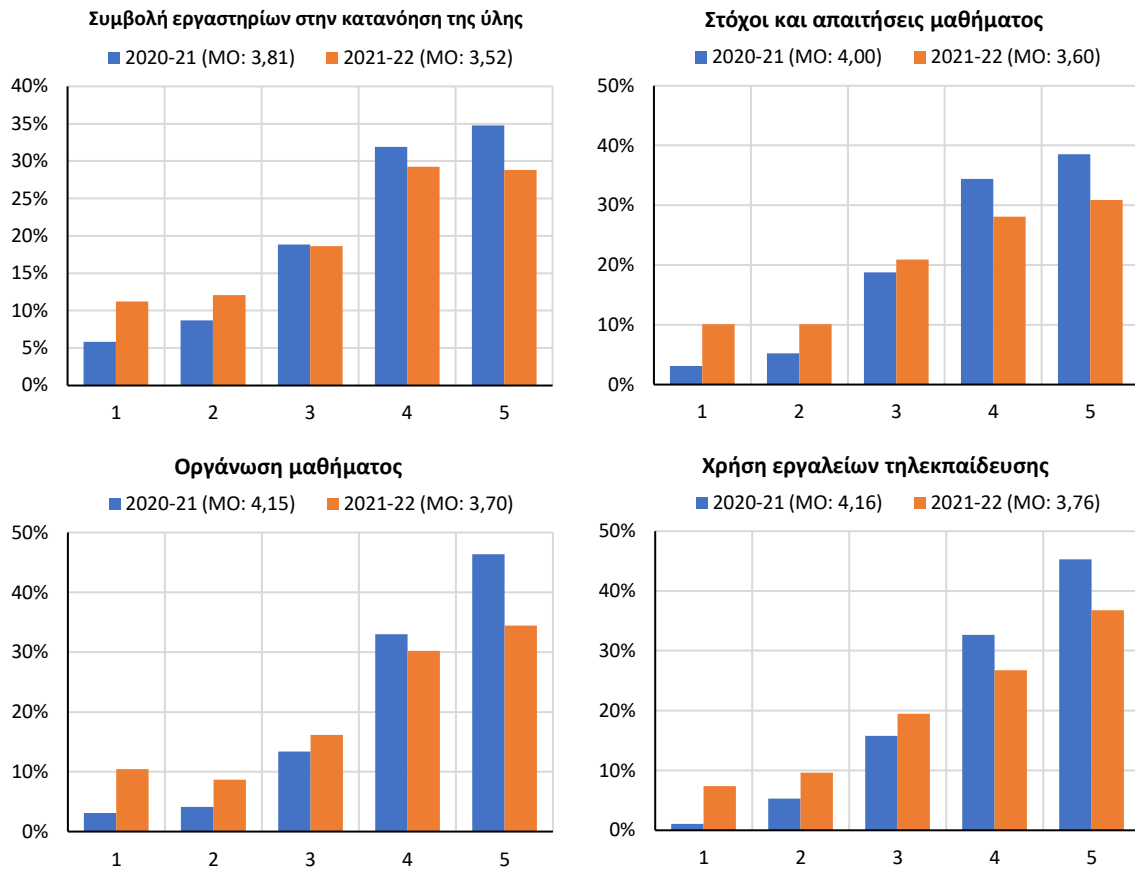 Συμβολή εργαστηρίων στην κατανόηση της ύλης
2020-21 (ΜΟ: 3,81) 2021-22 (ΜΟ: 3,52)
40%
35%
30%
25%
20%
15%
10%
5%
0%
1 2 3 4 5
Στόχοι και απαιτήσεις μαθήματος
2020-21 (ΜΟ: 4,00) 2021-22 (ΜΟ: 3,60)
50%
40%
30%
20%
10%
0%
1 2 3 4 5
Οργάνωση μαθήματος
2020-21 (ΜΟ: 4,15) 2021-22 (ΜΟ: 3,70)
50%
40%
30%
20%
10%
0%
1 2 3 4 5
Χρήση εργαλείων τηλεκπαίδευσης
2020-21 (ΜΟ: 4,16) 2021-22 (ΜΟ: 3,76)
50%
40%
30%
20%
10%
0%
1 2 3 4 5